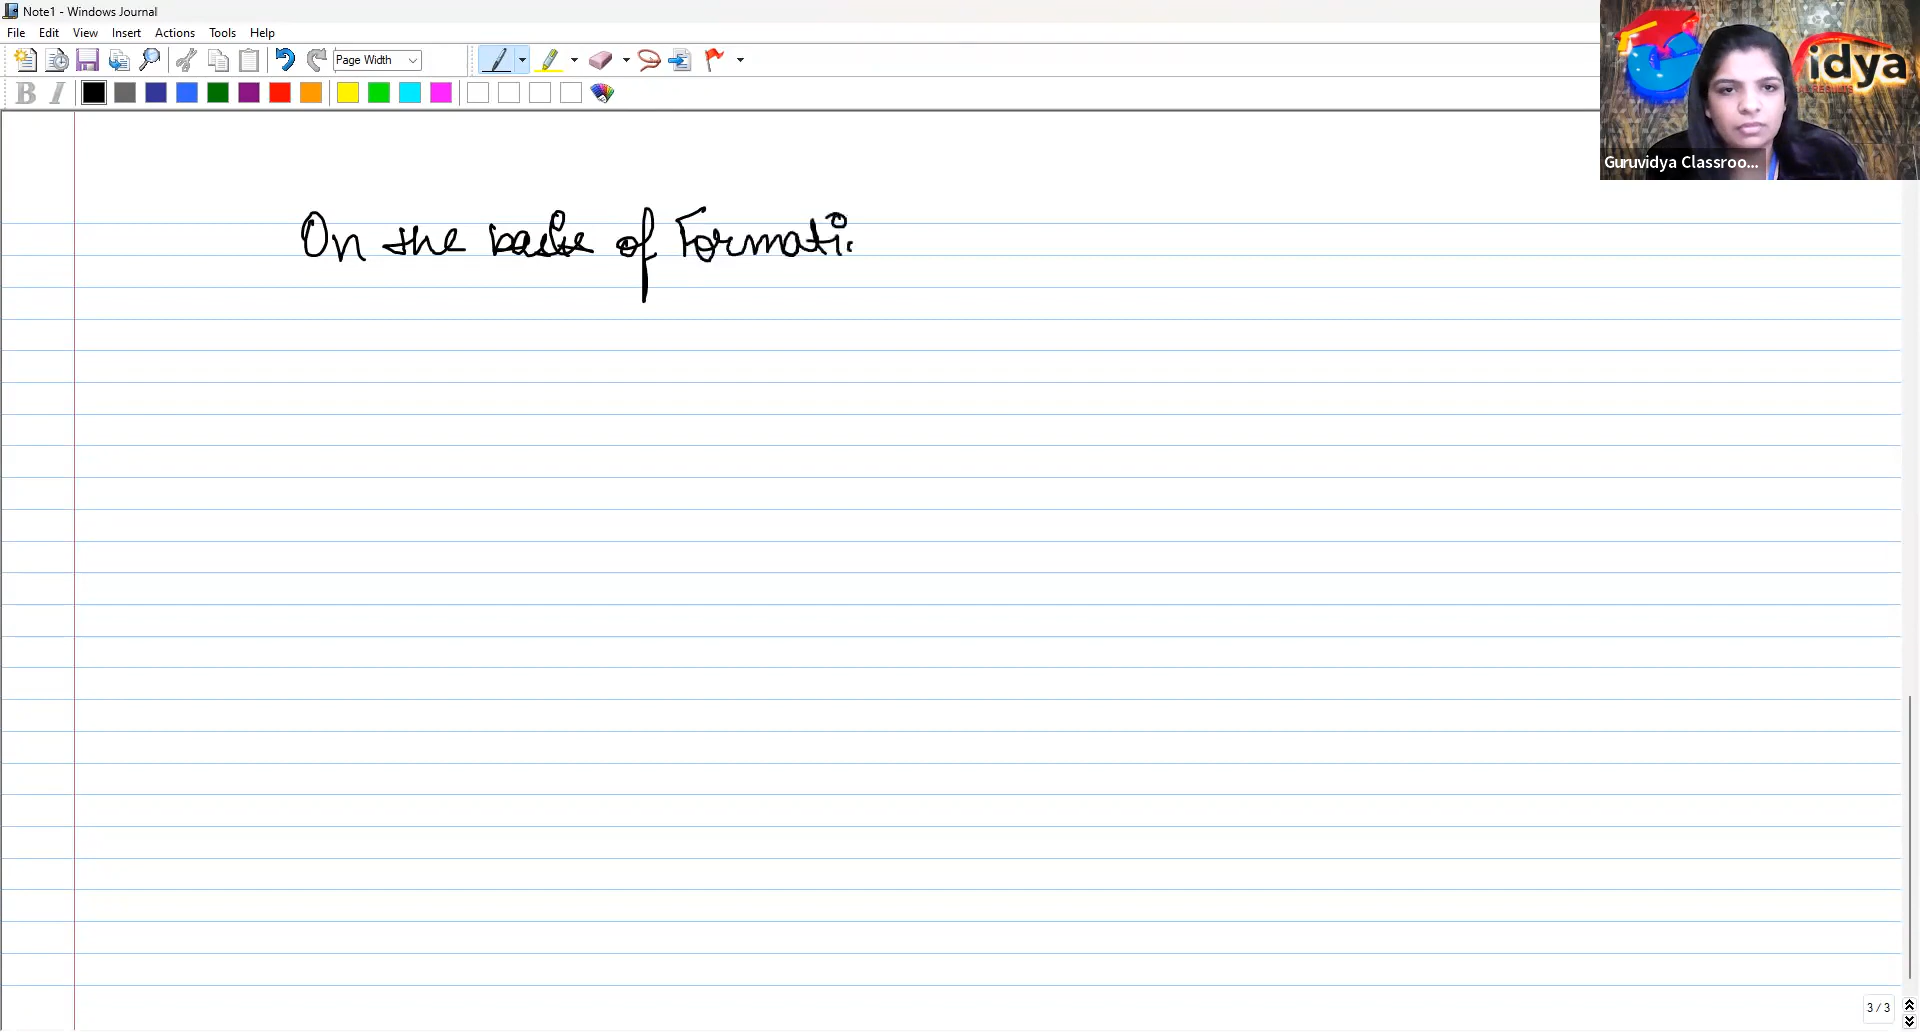 Note1 - Windows Journal
File Edit View Insert Actions Tools Help
Page Width
B I
idya
Guruvidya Classroo...
On the basis of Formati
3 / 3